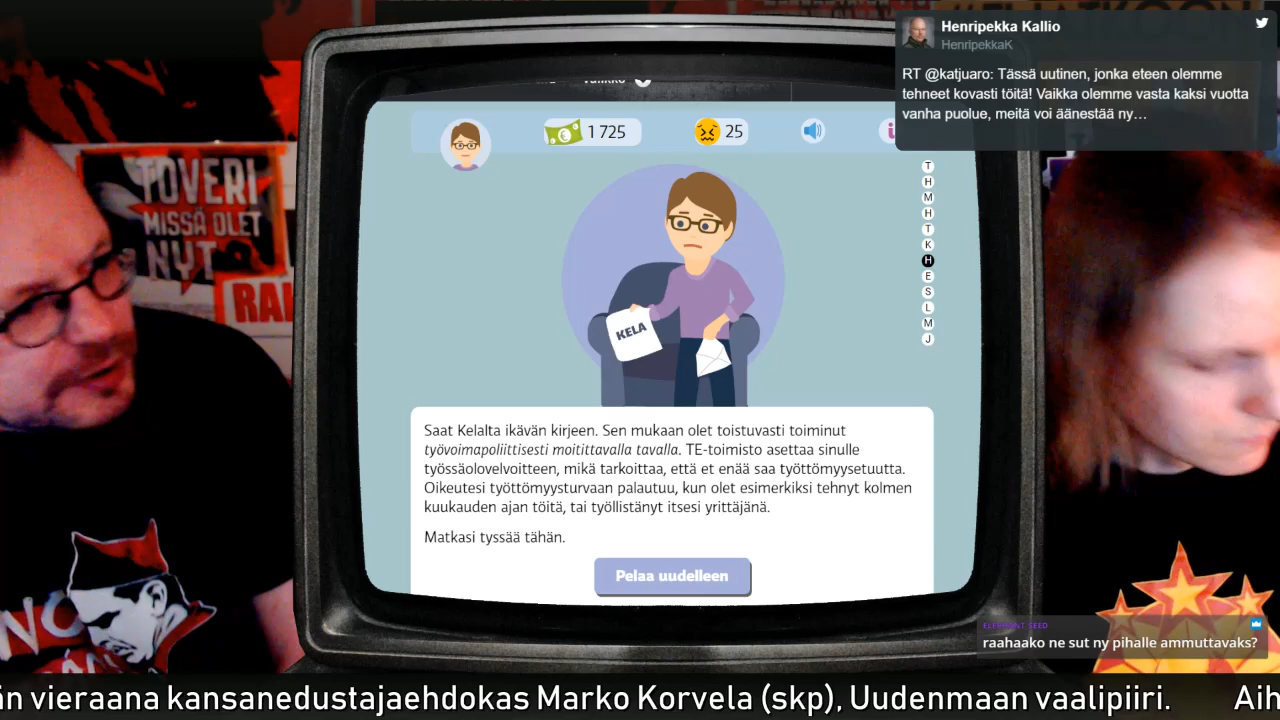 Henripekka Kallio
HenripekkaK
RT @katjuaro: Tässä uutinen, jonka eteen olemme
tehneet kovasti töitä! Vaikka olemme vasta kaksi vuotta
vanha puolue, meitä voi äänestää ny…
1 725
25
T
H
M
H
T
K
H
E
S
L
M
J
TOVERI
MISSÄ OLET
NYT
RAI
KELA
Saat Kelalta ikävän kirjeen. Sen mukaan olet toistuvasti toiminut
työvoimapoliittisesti moitittavalla tavalla. TE-toimisto asettaa sinulle
työssäolovelvoitteen, mikä tarkoittaa, että et enää saa työttömyysetuutta.
Oikeutesi työttömyysturvaan palautuu, kun olet esimerkiksi tehnyt kolmen
kuukauden ajan töitä, tai työllistänyt itsesi yrittäjänä.
Matkasi tyssää tähän.
Pelaa uudelleen
ELEPHANT SEED
raahaako ne sut ny pihalle ammuttavaks?
än vieraana kansanedustajaehdokas Marko Korvela (skp), Uudenmaan vaalipiiri. Aih